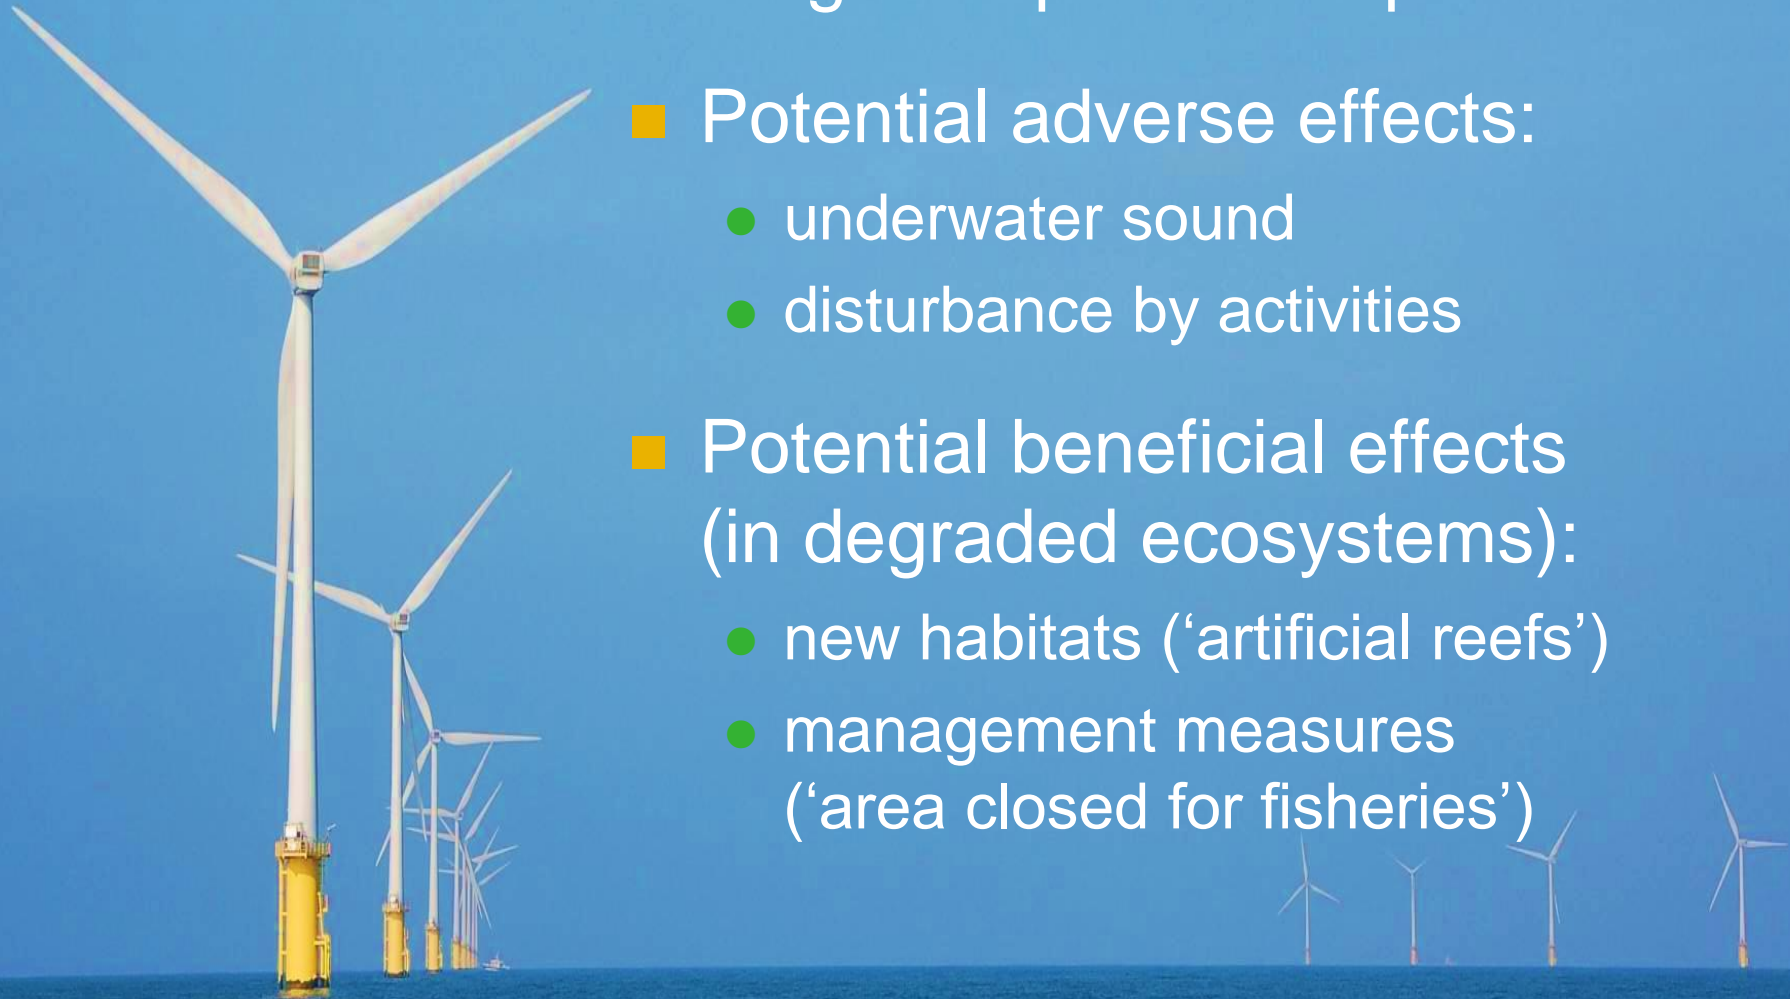 ■ Potential adverse effects:
● underwater sound
● disturbance by activities
■ Potential beneficial effects
(in degraded ecosystems):
● new habitats (‘artificial reefs’)
● management measures
(‘area closed for fisheries’)